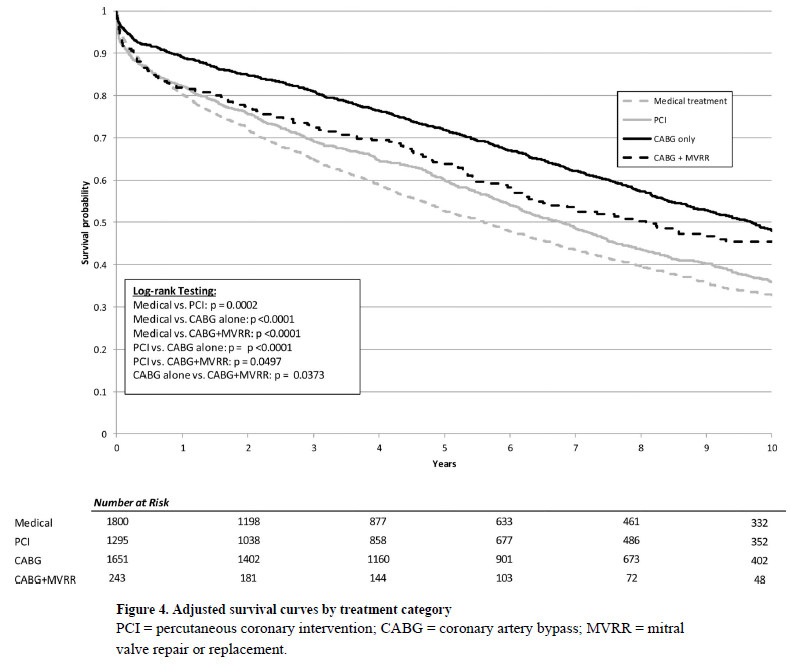 1
0.9
0.8
0.7
0.6
0.5
0.4
0.3
0.2
0.1
0
Survival probability
Medical treatment
PCI
CABG only
CABG + MVRR
Log-rank Testing:
Medical vs. PCI: p = 0.0002
Medical vs. CABG alone: p <0.0001
Medical vs. CABG+MVRR: p <0.0001
PCI vs. CABG alone: p = p <0.0001
PCI vs. CABG+MVRR: p = 0.0497
CABG alone vs. CABG+MVRR: p = 0.0373
0 1 2 3 4 5 6 7 8 9 10
Years
Number at Risk
Medical 1800 1198 877 633 461 332
PCI 1295 1038 858 677 486 352
CABG 1651 1402 1160 901 673 402
CABG+MVRR 243 181 144 103 72 48
Figure 4. Adjusted survival curves by treatment category
PCI = percutaneous coronary intervention; CABG = coronary artery bypass; MVRR = mitral
valve repair or replacement.